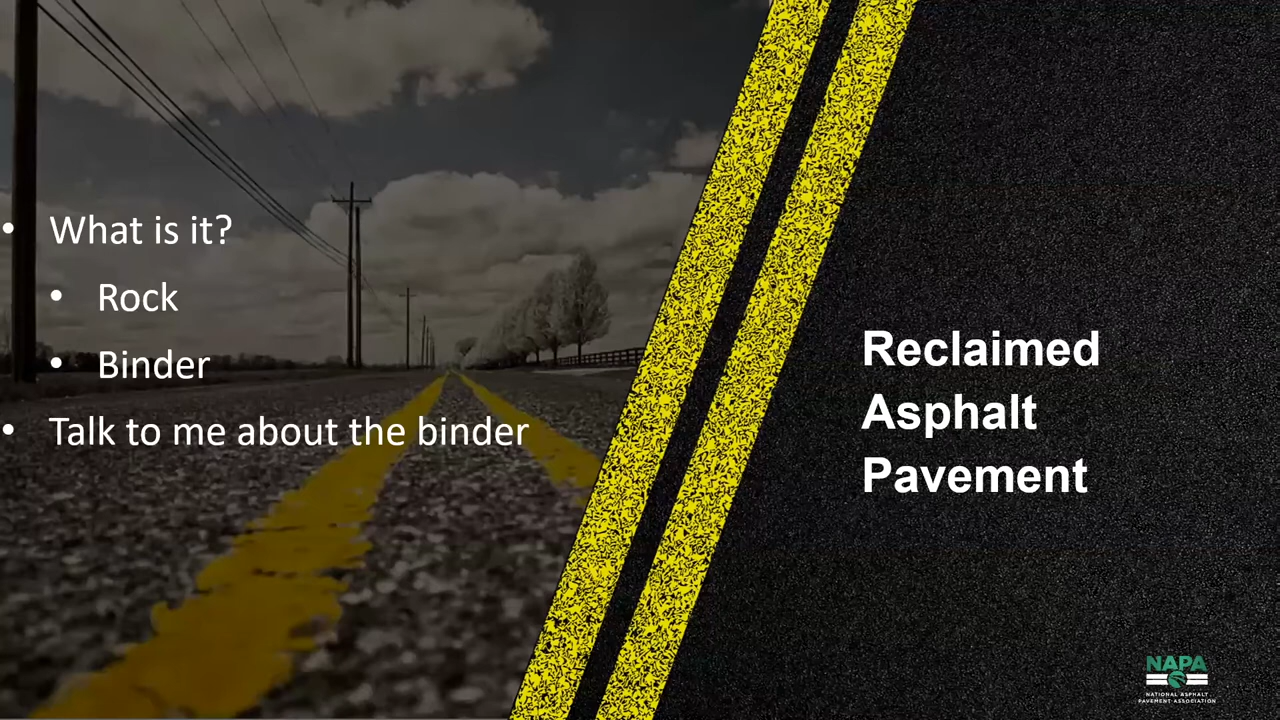 What is it?
Rock
Binder
Talk to me about the binder
Reclaimed
Asphalt
Pavement
NAPA
NATIONAL ASPHALT
PAVEMENT ASSOCIATION